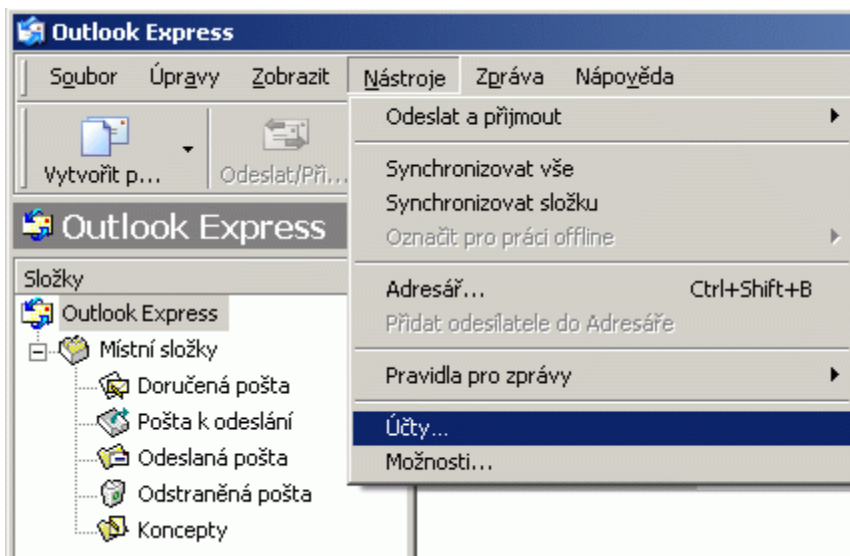 Outlook Express
Soubor Úpravy Zobrazit Nástroje Zpráva Nápověda
Vytvořit p... Odeslat/Při...
Outlook Express
Složky
Outlook Express
Místní složky
Doručená pošta
Pošta k odeslání
Odeslaná pošta
Odstraněná pošta
Koncepty
Odeslat a přijmout
Synchronizovat vše
Synchronizovat složku
Označit pro práci offline
Adresář... Ctrl+Shift+B
Přidat odesílatele do Adresáře
Pravidla pro zprávy
Účty...
Možnosti...